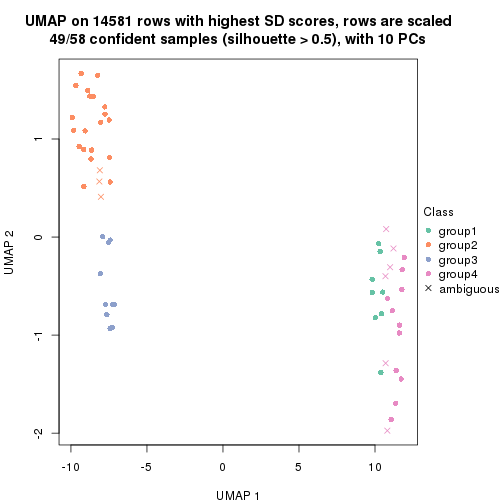 UMAP on 14581 rows with highest SD scores, rows are scaled
49/58 confident samples (silhouette > 0.5), with 10 PCs
UMAP 2
1
0
-1
-2
-10
-5
0
5
10
UMAP 1
Class
group1
group2
group3
group4
ambiguous